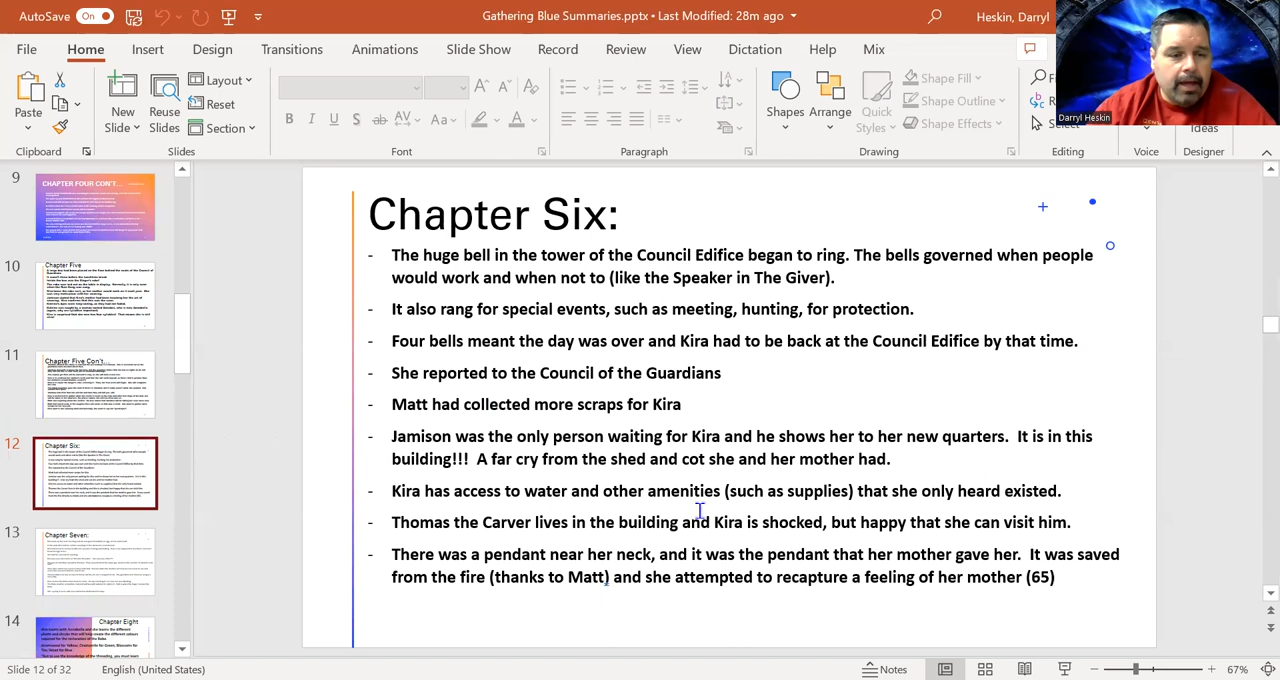 AutoSave On Gathering Blue Summaries.pptx • Last Modified: 28m ago Heskin, Darryl
File Home Insert Design Transitions Animations Slide Show Record Review View Dictation Help Mix
Paste New Slide Reuse Slides Layout Reset Section Shapes Arrange Quick Styles Shape Fill Shape Outline Shape Effects Select Ideas
Darryl Heskin
Clipboard Slides Font Paragraph Drawing Editing Voice Designer
9 CHAPTER FOUR CON'T...
10 Chapter Five
11 Chapter Five Con't...
12 Chapter Six:
13 Chapter Seven:
14 Chapter Eight
Chapter Six:
- The huge bell in the tower of the Council Edifice began to ring. The bells governed when people
would work and when not to (like the Speaker in The Giver).
- It also rang for special events, such as meeting, hunting, for protection.
- Four bells meant the day was over and Kira had to be back at the Council Edifice by that time.
- She reported to the Council of the Guardians
- Matt had collected more scraps for Kira
- Jamison was the only person waiting for Kira and he shows her to her new quarters. It is in this
building!!! A far cry from the shed and cot she and her mother had.
- Kira has access to water and other amenities (such as supplies) that she only heard existed.
- Thomas the Carver lives in the building and Kira is shocked, but happy that she can visit him.
- There was a pendant near her neck, and it was the pendant that her mother gave her. It was saved
from the fire (thanks to Matt) and she attempted to recapture a feeling of her mother (65)
Slide 12 of 32 English (United States) Notes 67%